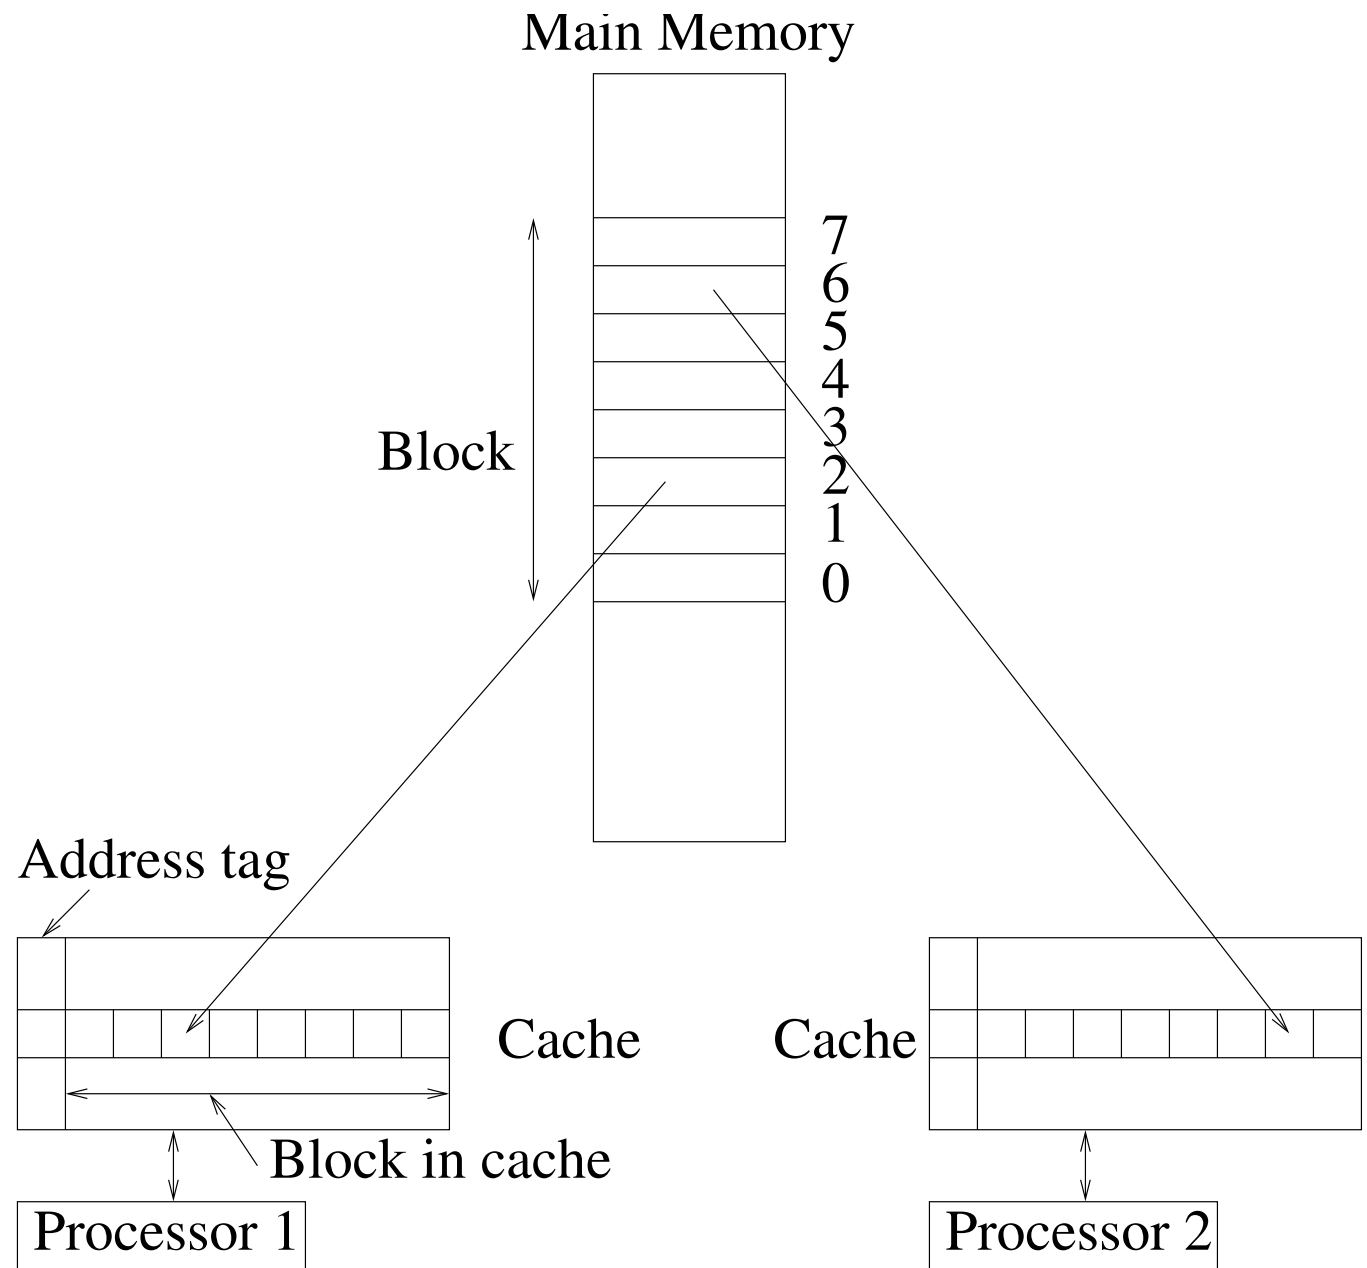 Main Memory
7
6
5
4
3
2
1
0
Block
Address tag
Cache
Cache
Block in cache
Processor 1
Processor 2